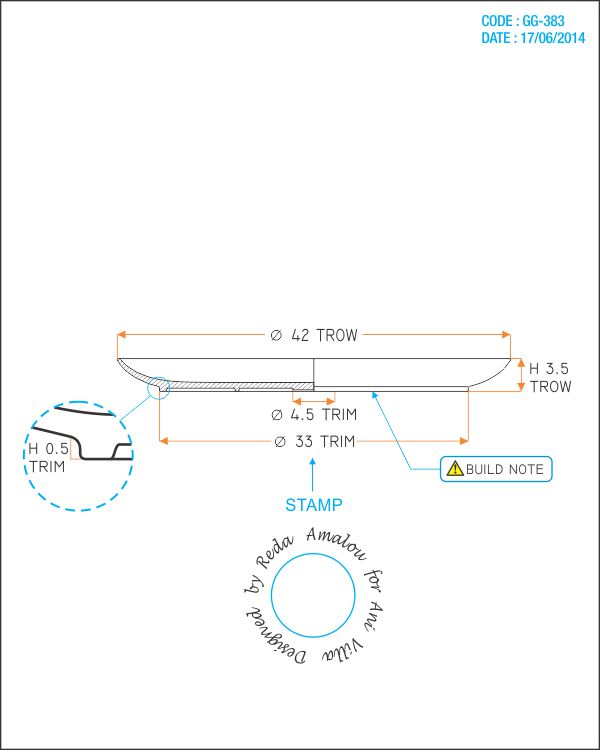 CODE : GG-383
DATE : 17/06/2014
Ø 42 TROW
H 3.5
TROW
Ø 4.5 TRIM
Ø 33 TRIM
H 0.5
TRIM
BUILD NOTE
STAMP
Designed by Reda Amalou for Ani Villa